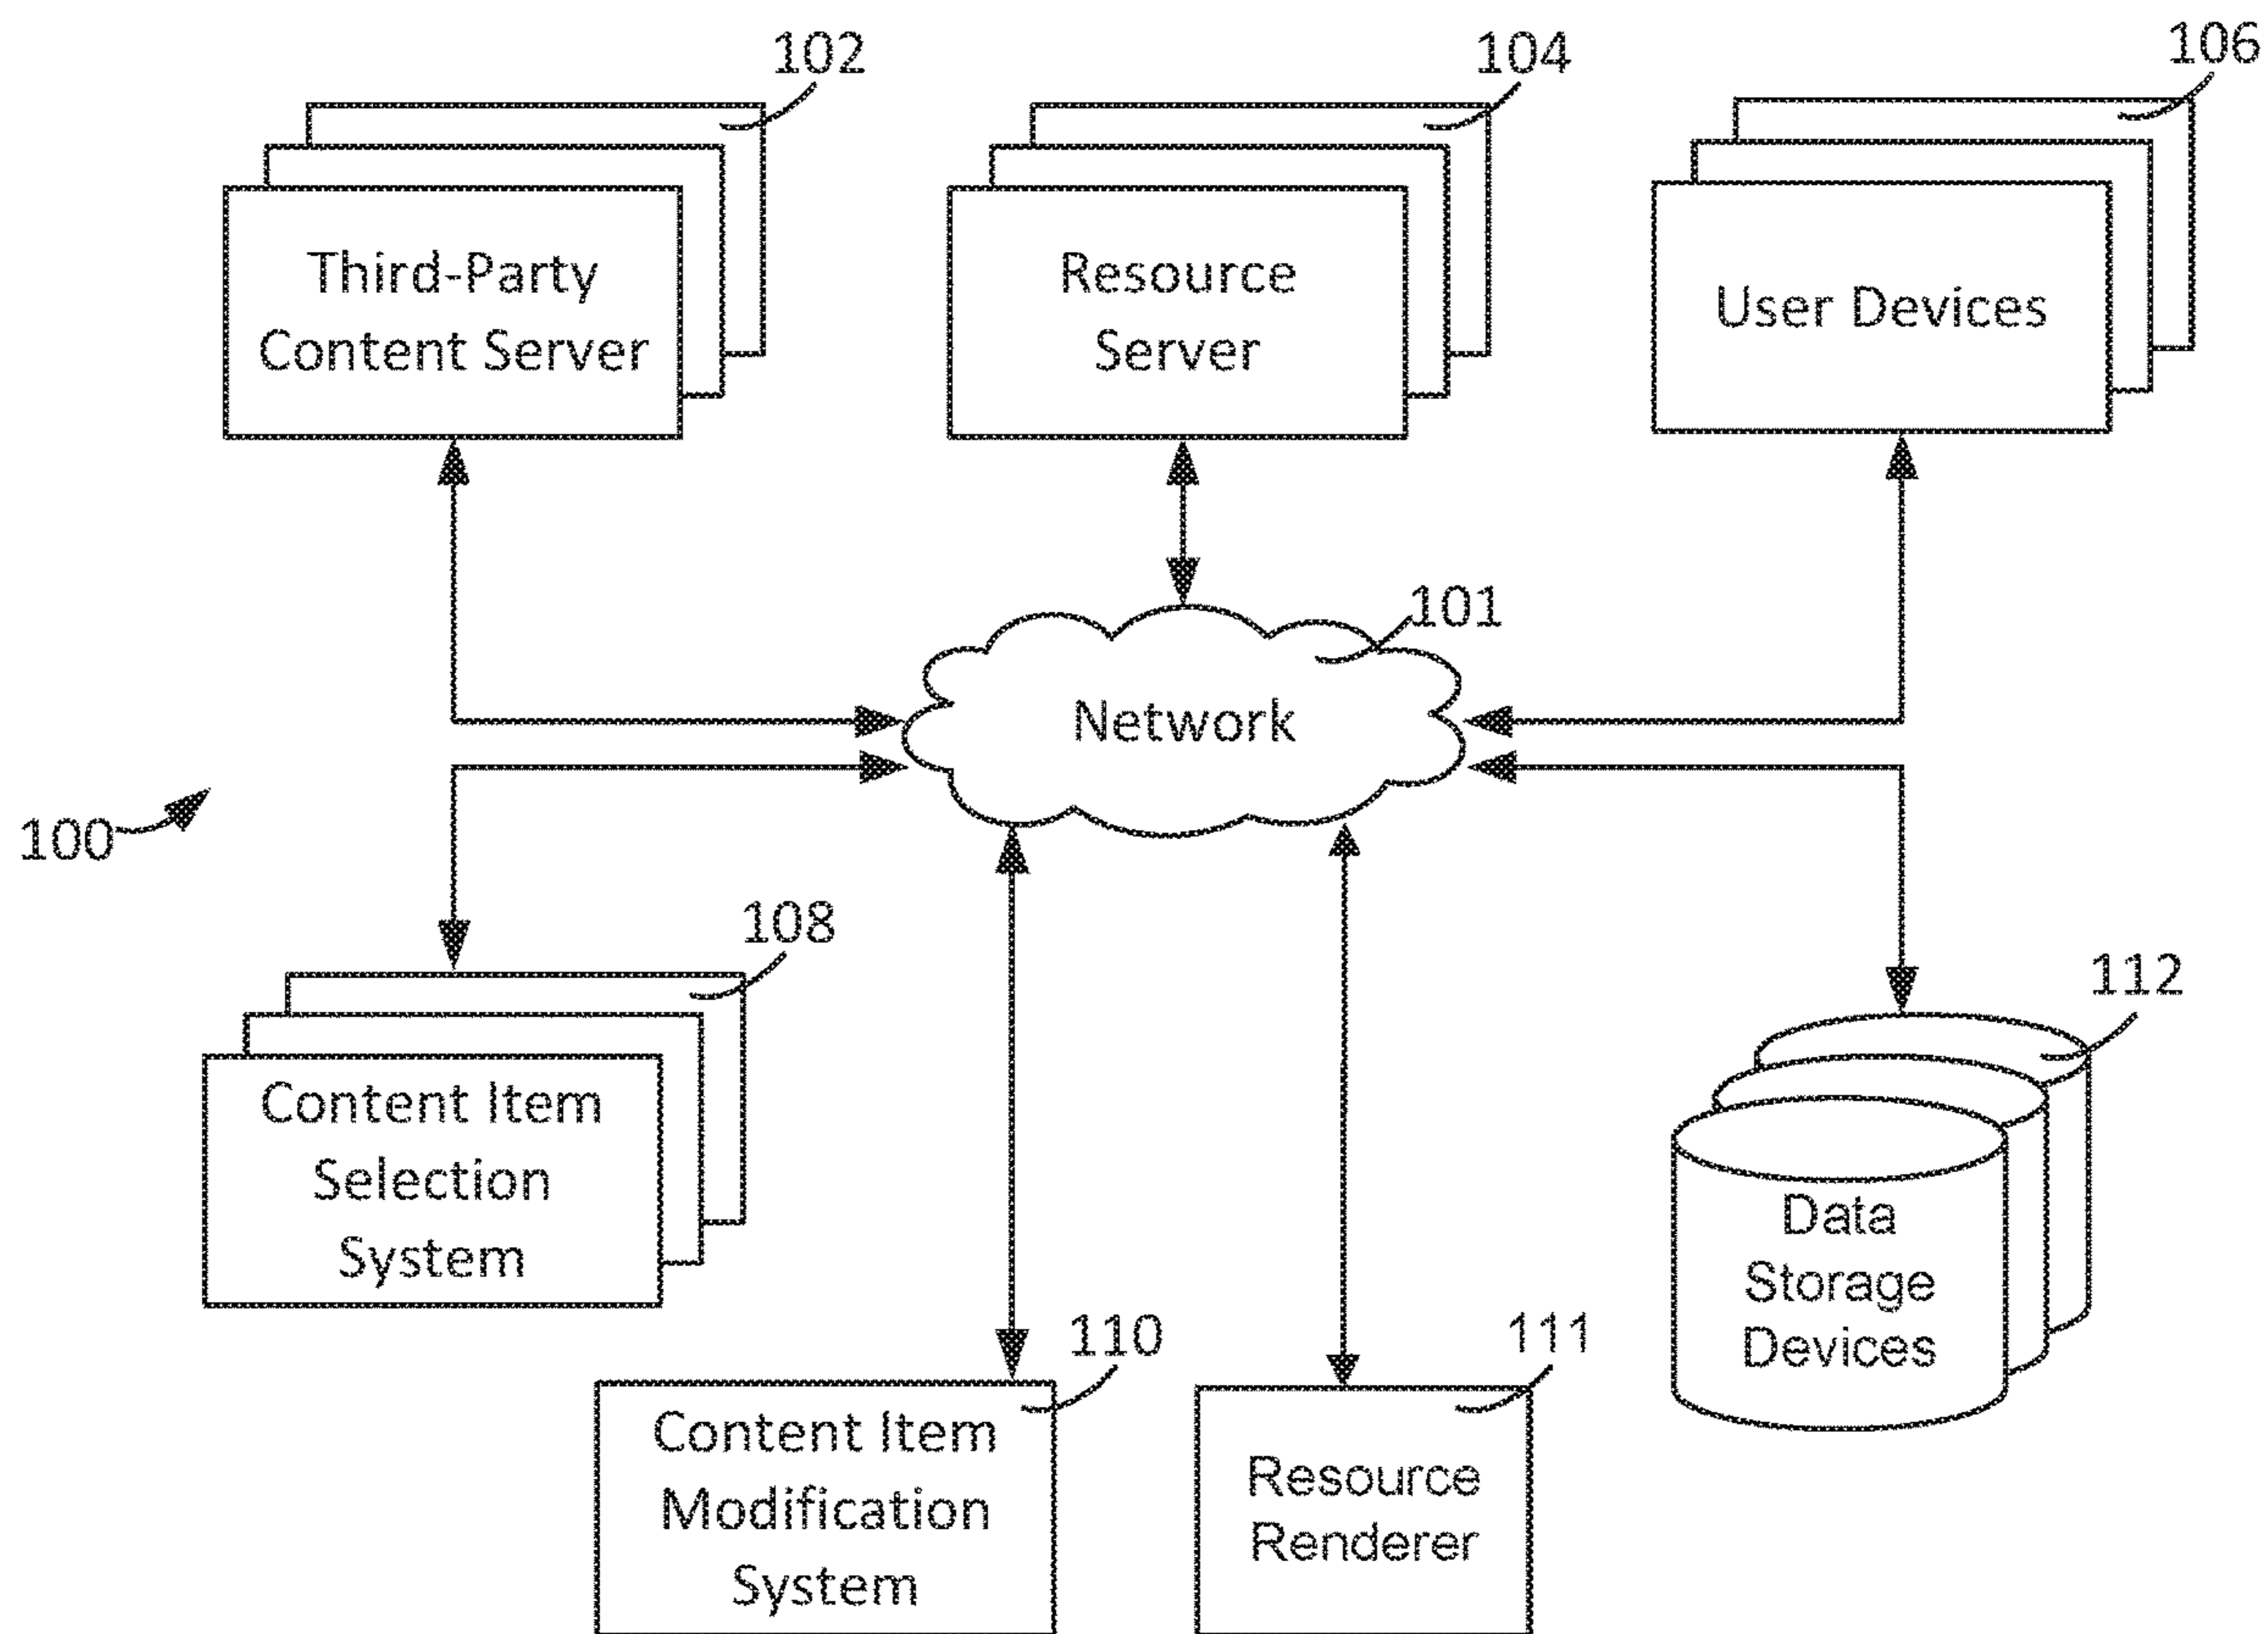 102
104
106
Third-Party
Content Server
Resource
Server
User Devices
101
Network
100
108
112
Content Item
Selection
System
Data
Storage
Devices
110
111
Content Item
Modification
System
Resource
Renderer